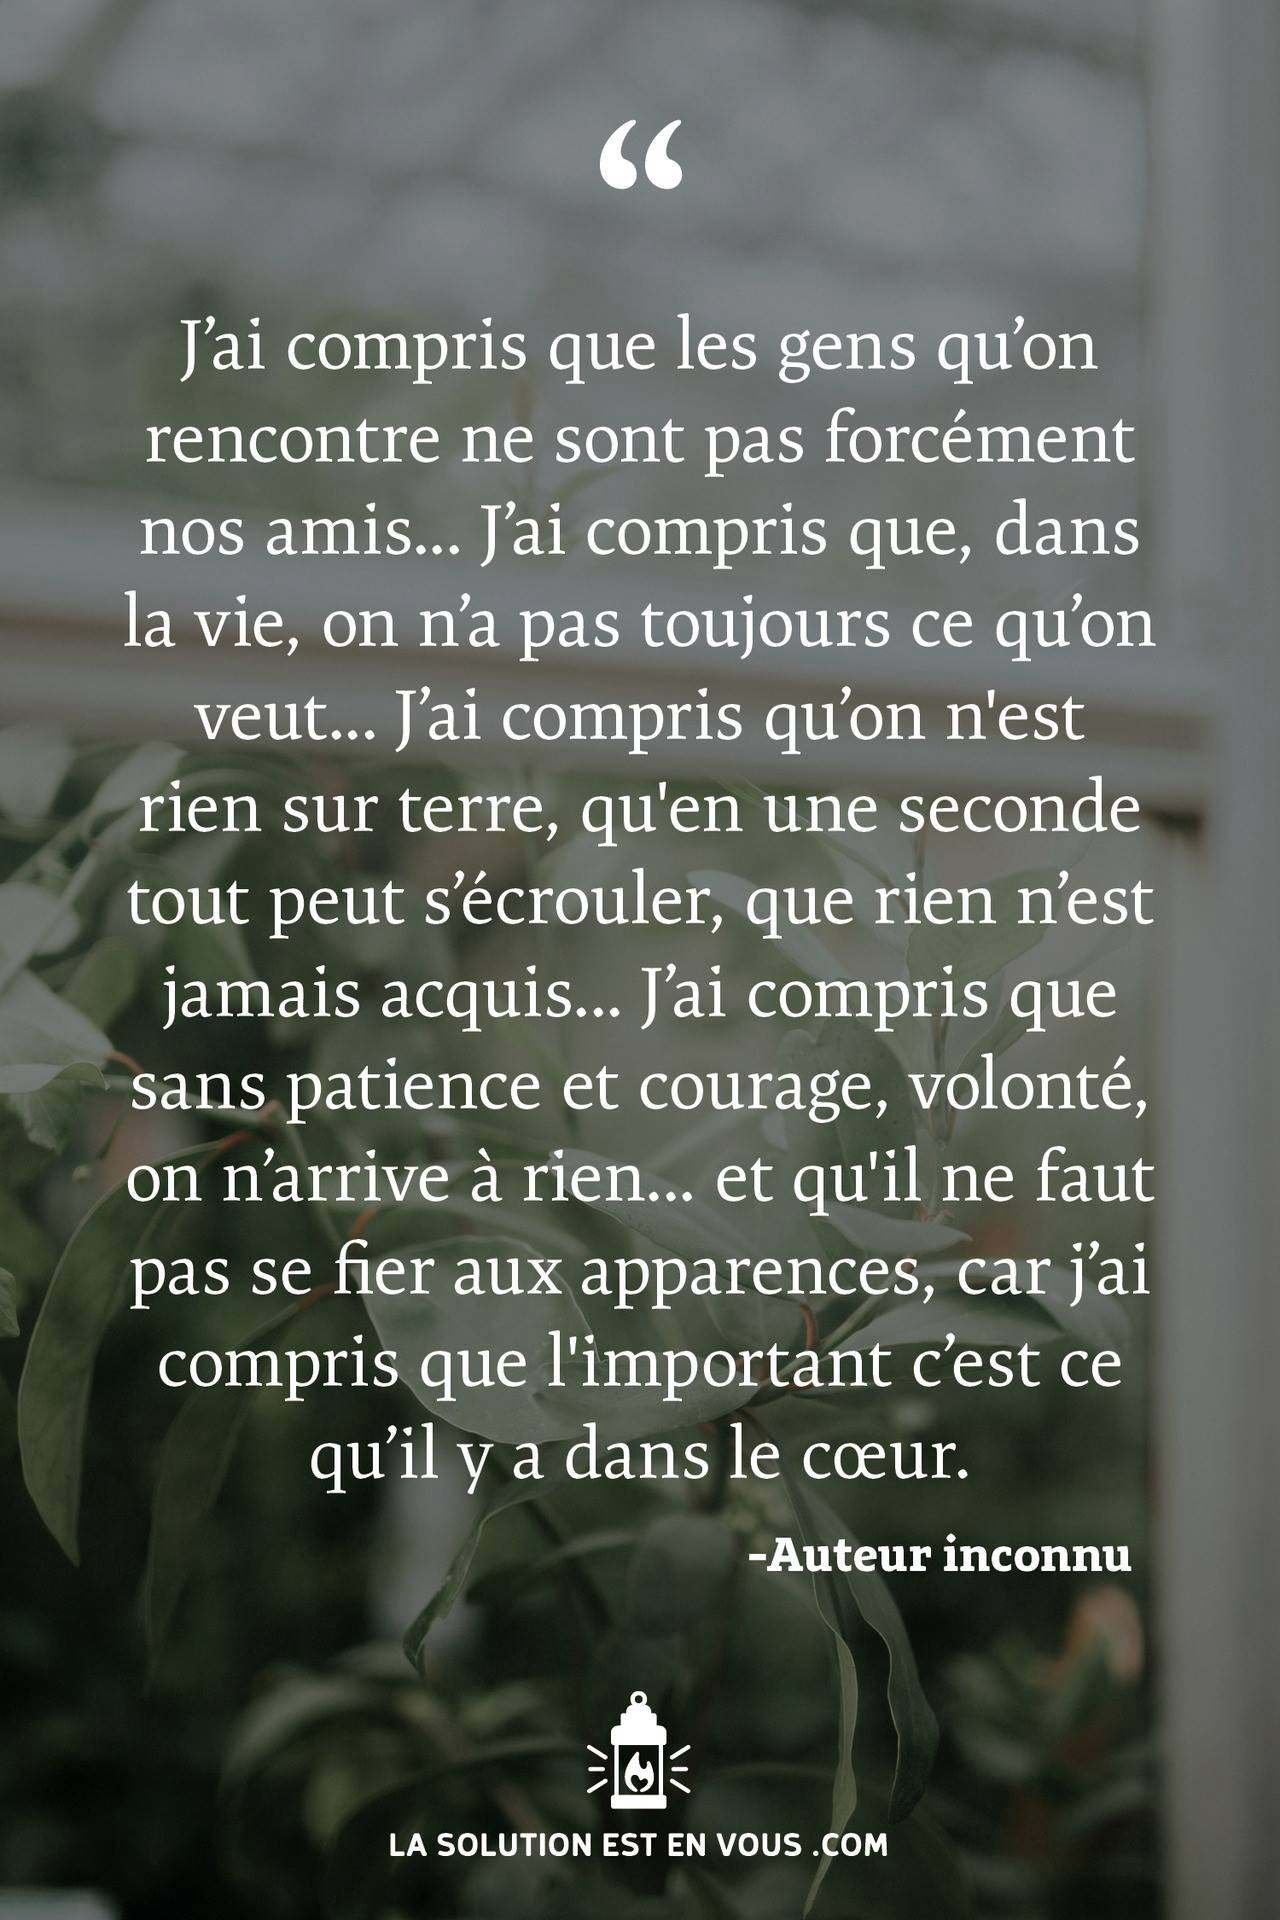 “
J’ai compris que les gens qu’on
rencontre ne sont pas forcément
nos amis... J’ai compris que, dans
la vie, on n’a pas toujours ce qu’on
veut... J’ai compris qu’on n'est
rien sur terre, qu'en une seconde
tout peut s’écrouler, que rien n’est
jamais acquis... J’ai compris que
sans patience et courage, volonté,
on n’arrive à rien... et qu'il ne faut
pas se fier aux apparences, car j’ai
compris que l'important c’est ce
qu’il y a dans le cœur.
-Auteur inconnu
LA SOLUTION EST EN VOUS .COM